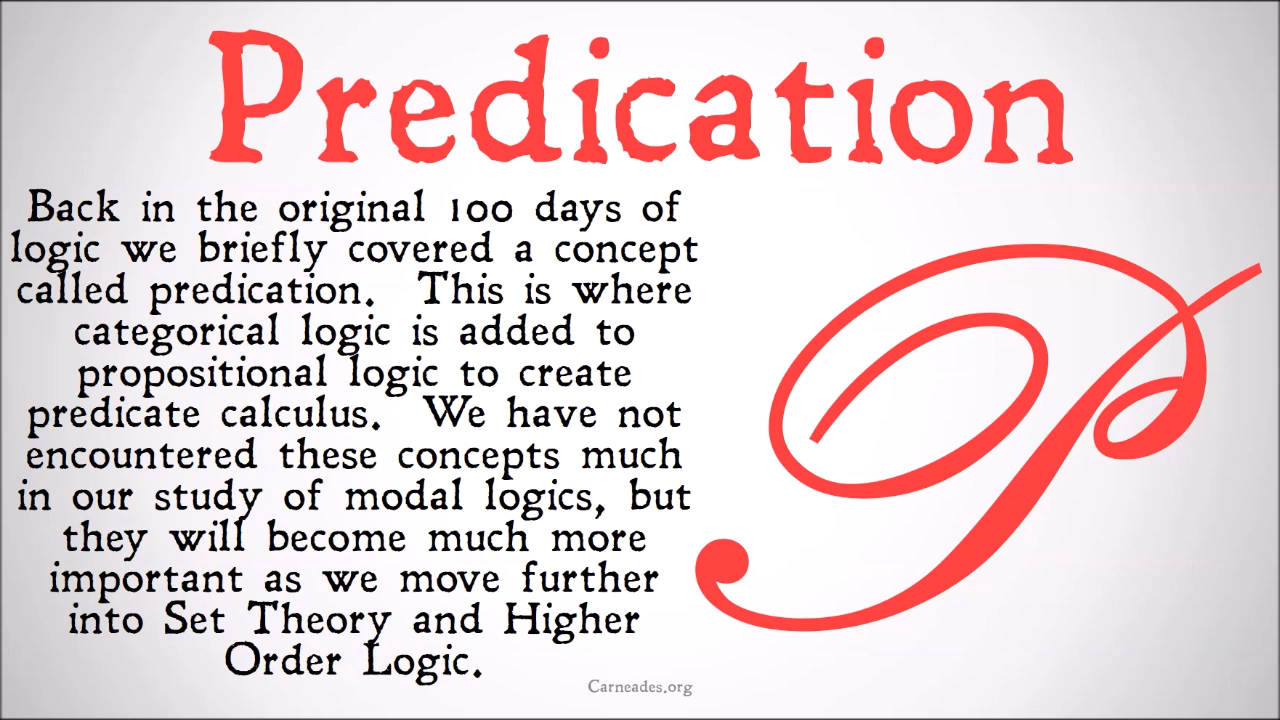 Predication
Back in the original 100 days of
logic we briefly covered a concept
called predication.  This is where
categorical logic is added to
propositional logic to create
predicate calculus.  We have not
encountered these concepts much
in our study of modal logics, but
they will become much more
important as we move further
into Set Theory and Higher
Order Logic.
P
Carneades.org